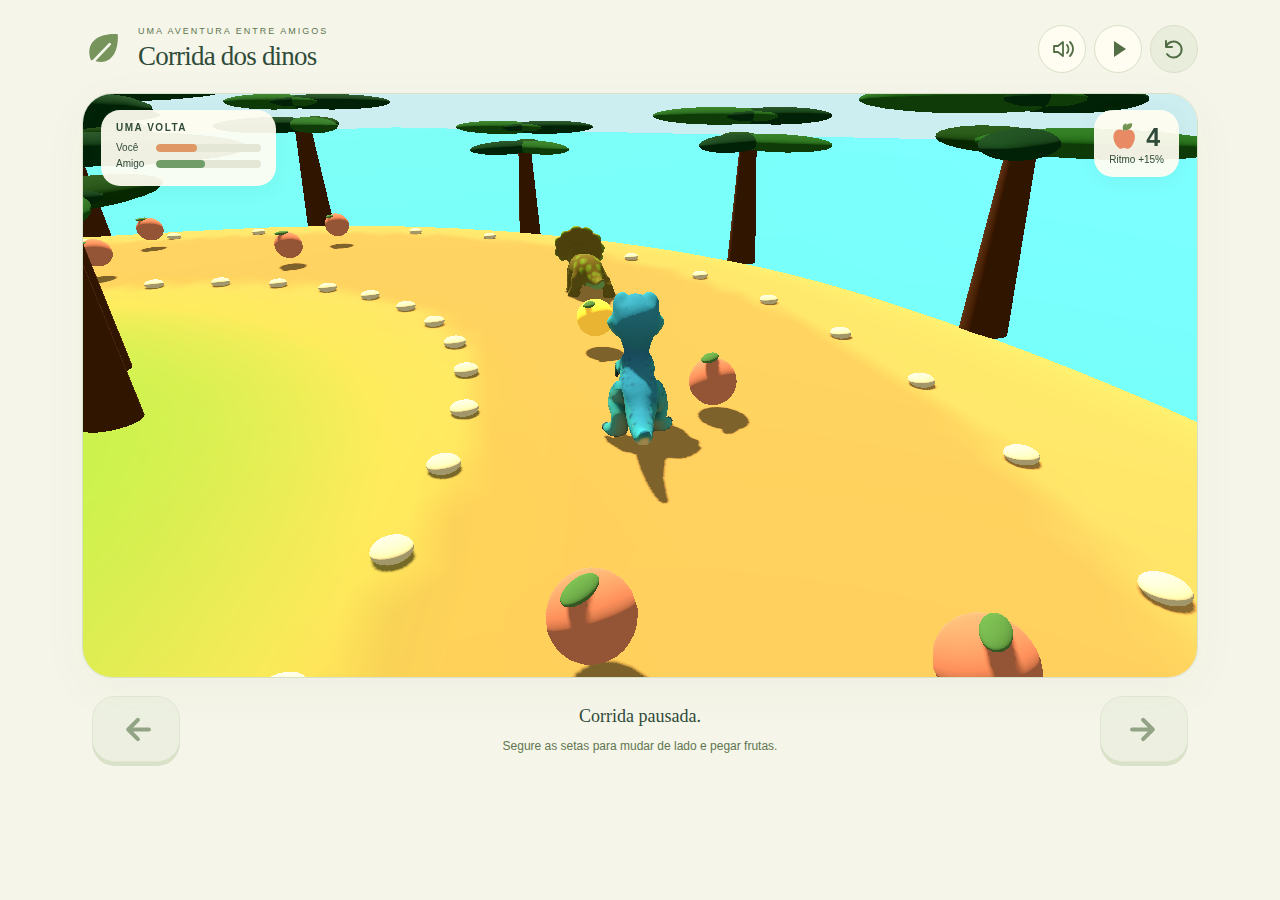 UMA AVENTURA ENTRE AMIGOS
Corrida dos dinos
UMA VOLTA
Você
Amigo
4
Ritmo +15%
Corrida pausada.
Segure as setas para mudar de lado e pegar frutas.